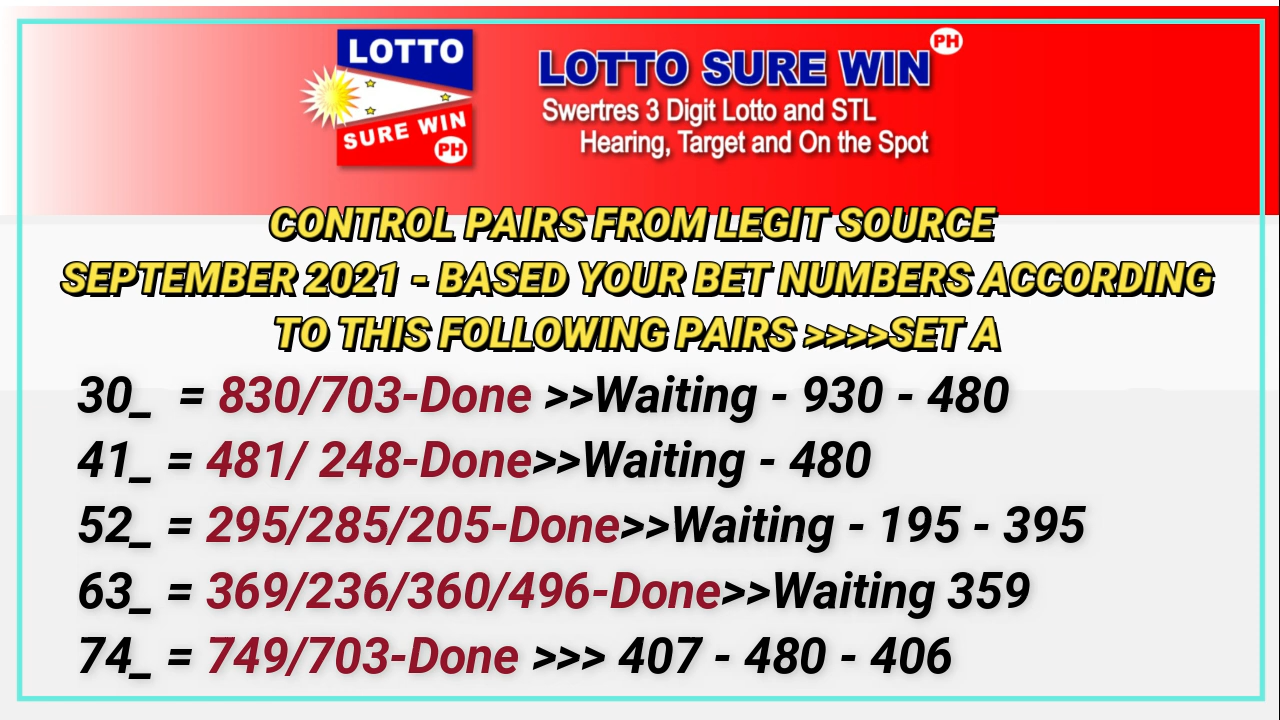 LOTTO
SURE WIN
PH
LOTTO SURE WIN PH
Swertres 3 Digit Lotto and STL
Hearing, Target and On the Spot
CONTROL PAIRS FROM LEGIT SOURCE
SEPTEMBER 2021 - BASED YOUR BET NUMBERS ACCORDING
TO THIS FOLLOWING PAIRS >>>>SET A
30_ = 830/703-Done >>Waiting - 930 - 480
41_ = 481/ 248-Done>>Waiting - 480
52_ = 295/285/205-Done>>Waiting - 195 - 395
63_ = 369/236/360/496-Done>>Waiting 359
74_ = 749/703-Done >>> 407 - 480 - 406